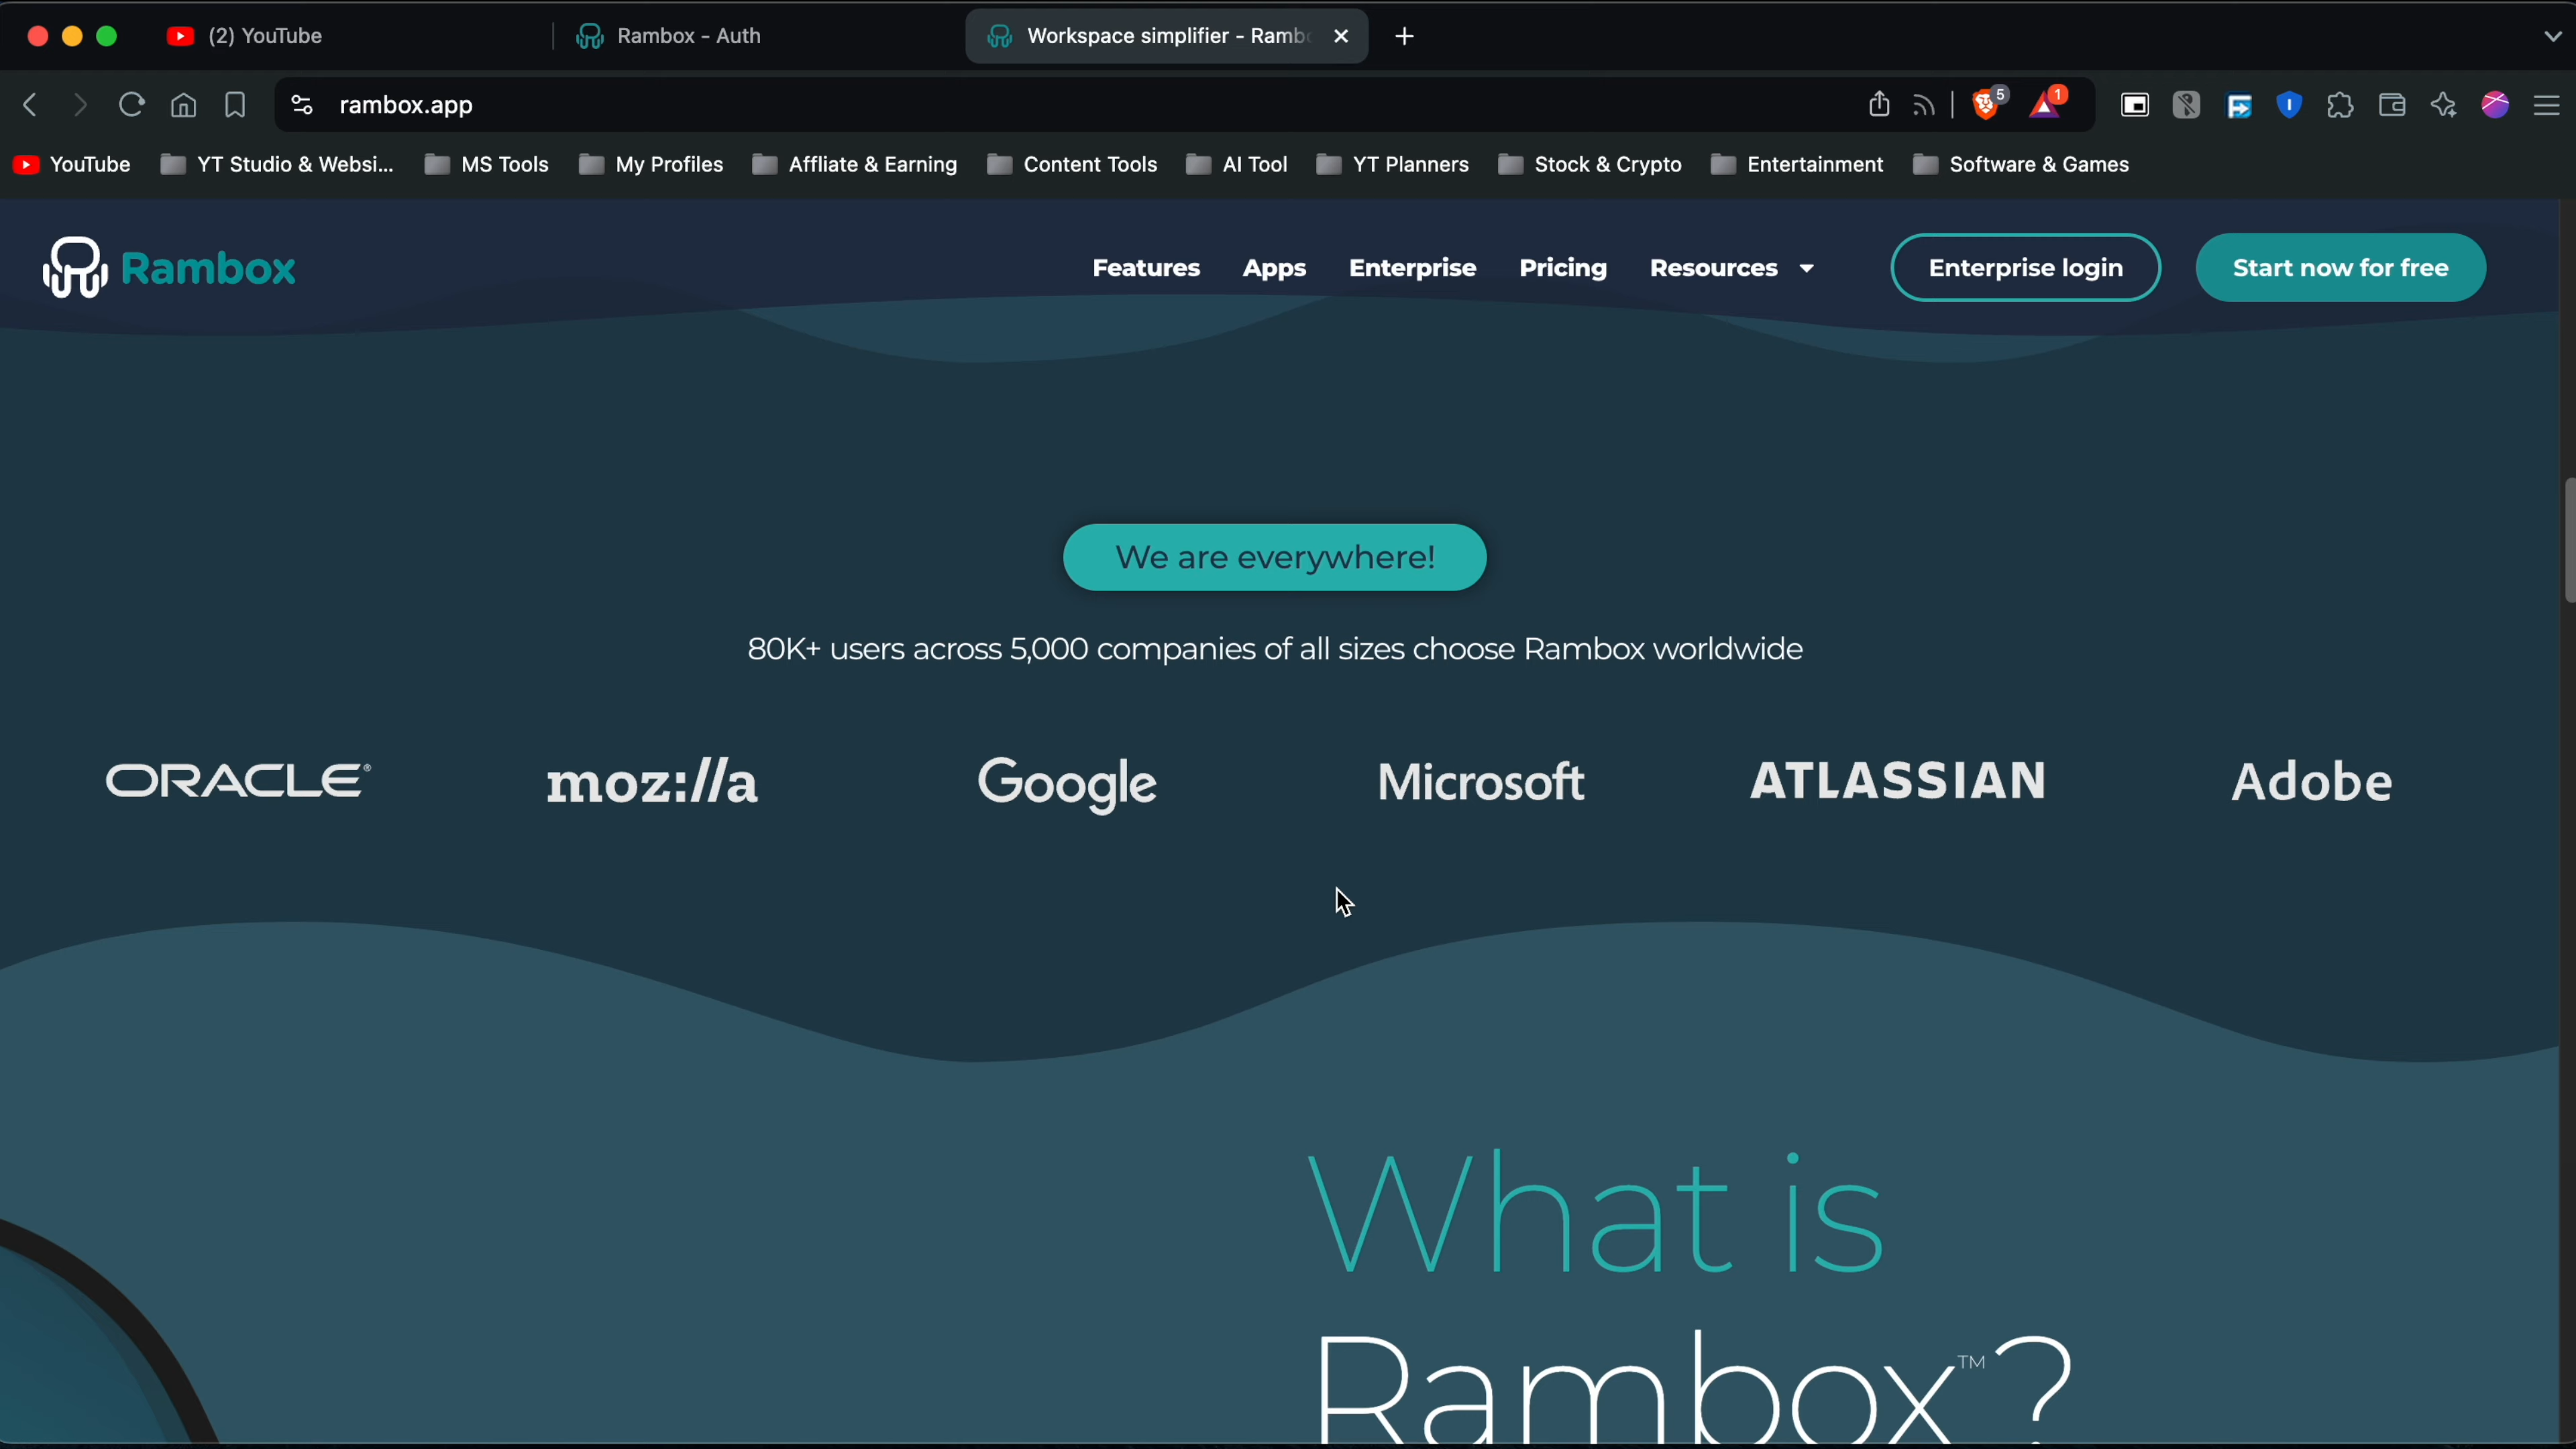 (2) YouTube
Rambox - Auth
Workspace simplifier - Rambo
rambox.app
5
1
YouTube
YT Studio & Websi...
MS Tools
My Profiles
Affliate & Earning
Content Tools
AI Tool
YT Planners
Stock & Crypto
Entertainment
Software & Games
Rambox
Features
Apps
Enterprise
Pricing
Resources
Enterprise login
Start now for free
We are everywhere!
80K+ users across 5,000 companies of all sizes choose Rambox worldwide
ORACLE®
moz://a
Google
Microsoft
ATLASSIAN
Adobe
What is
Rambox™?